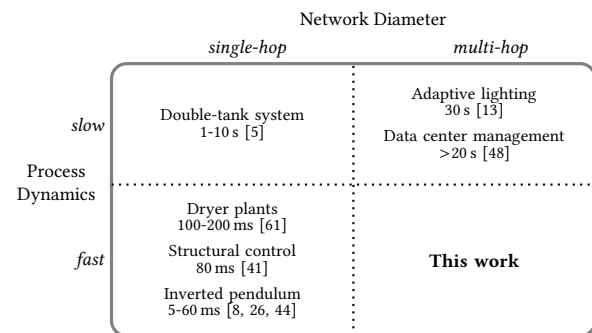 Network Diameter
single-hop
multi-hop
Process
Dynamics
slow
Double-tank system
1-10 s [5]
Adaptive lighting
30 s [13]
Data center management
>20 s [48]
fast
Dryer plants
100-200 ms [61]
Structural control
80 ms [41]
Inverted pendulum
5-60 ms [8, 26, 44]
This work